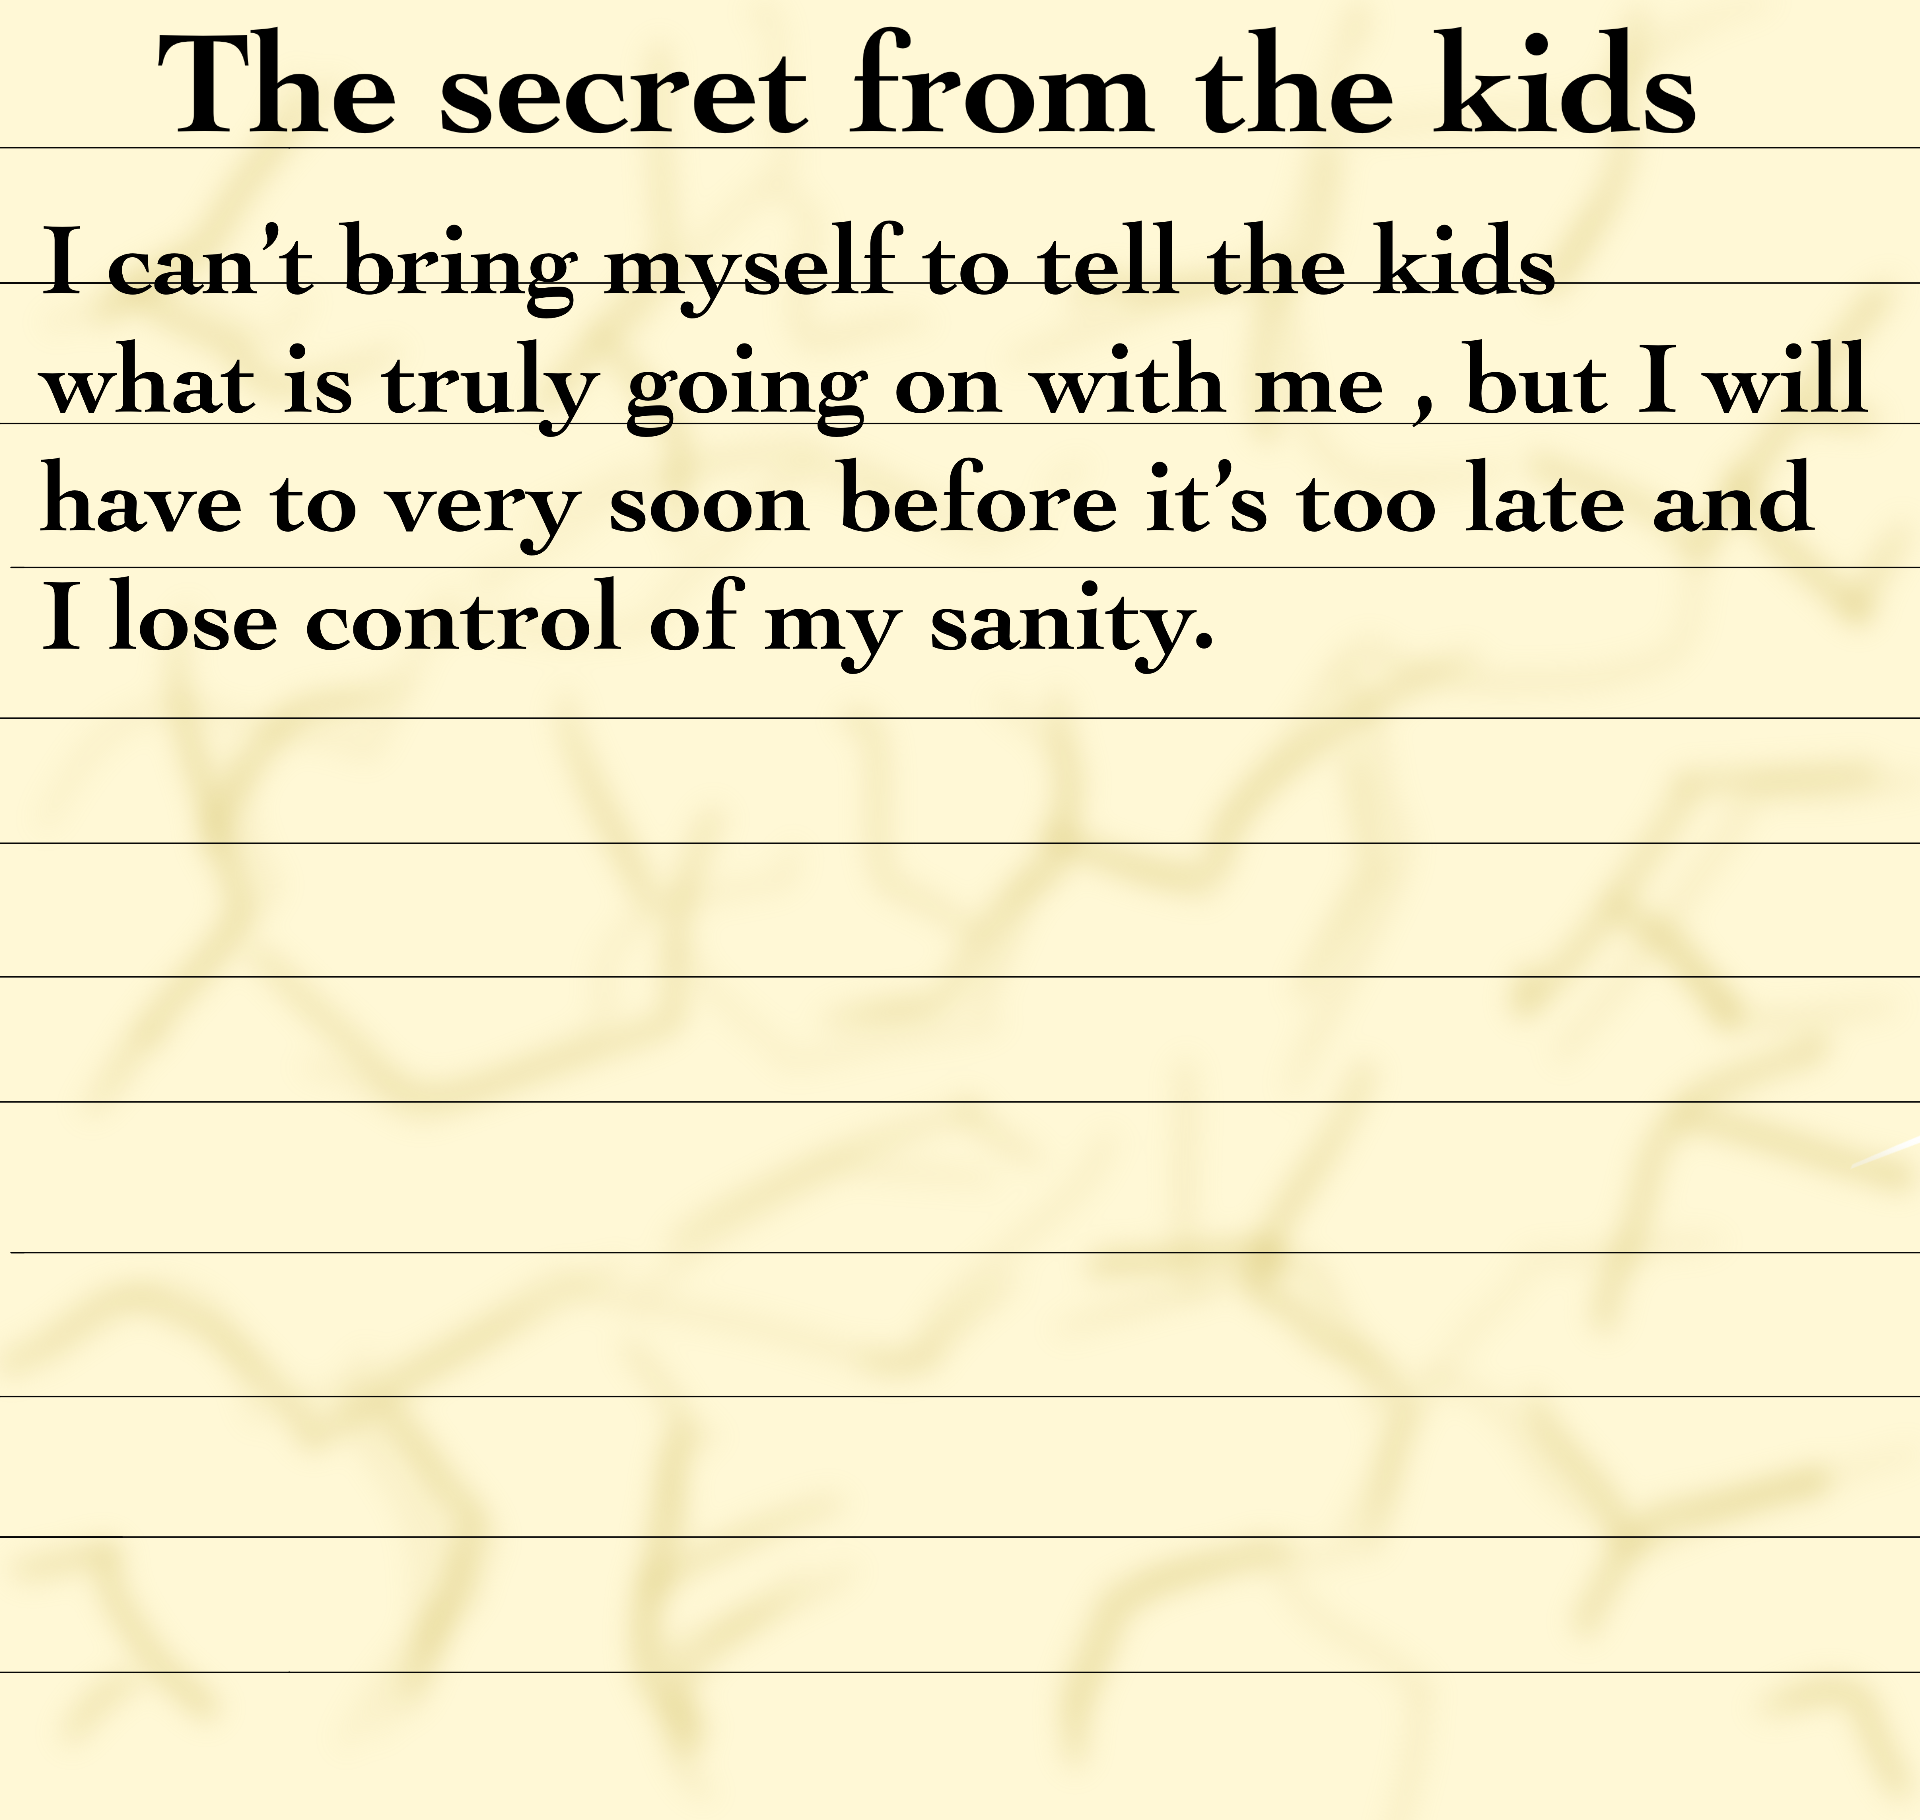 The secret from the kids
I can’t bring myself to tell the kids
what is truly going on with me , but I will
have to very soon before it’s too late and
I lose control of my sanity.